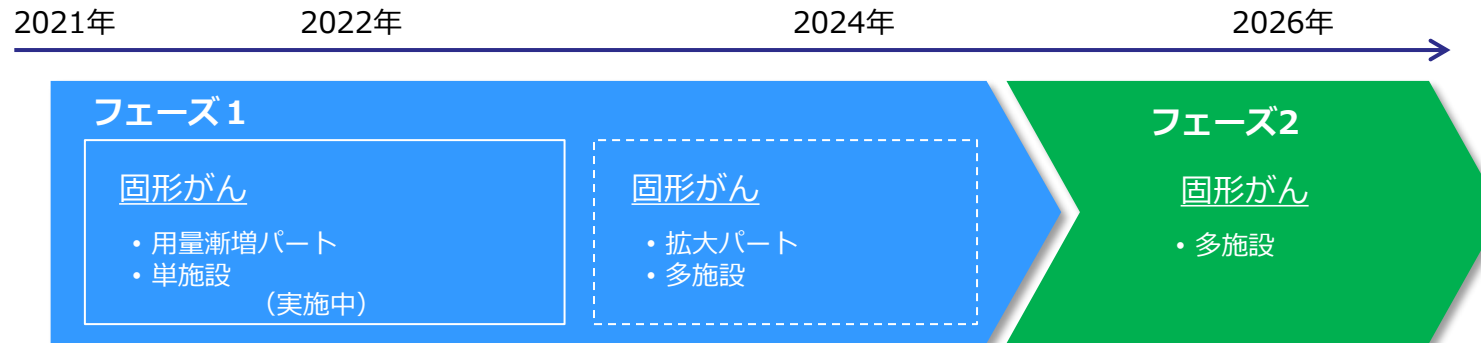 2021年 2022年 2024年 2026年
フェーズ１
固形がん
・用量漸増パート
・単施設
（実施中）
固形がん
・拡大パート
・多施設
フェーズ2
固形がん
・多施設